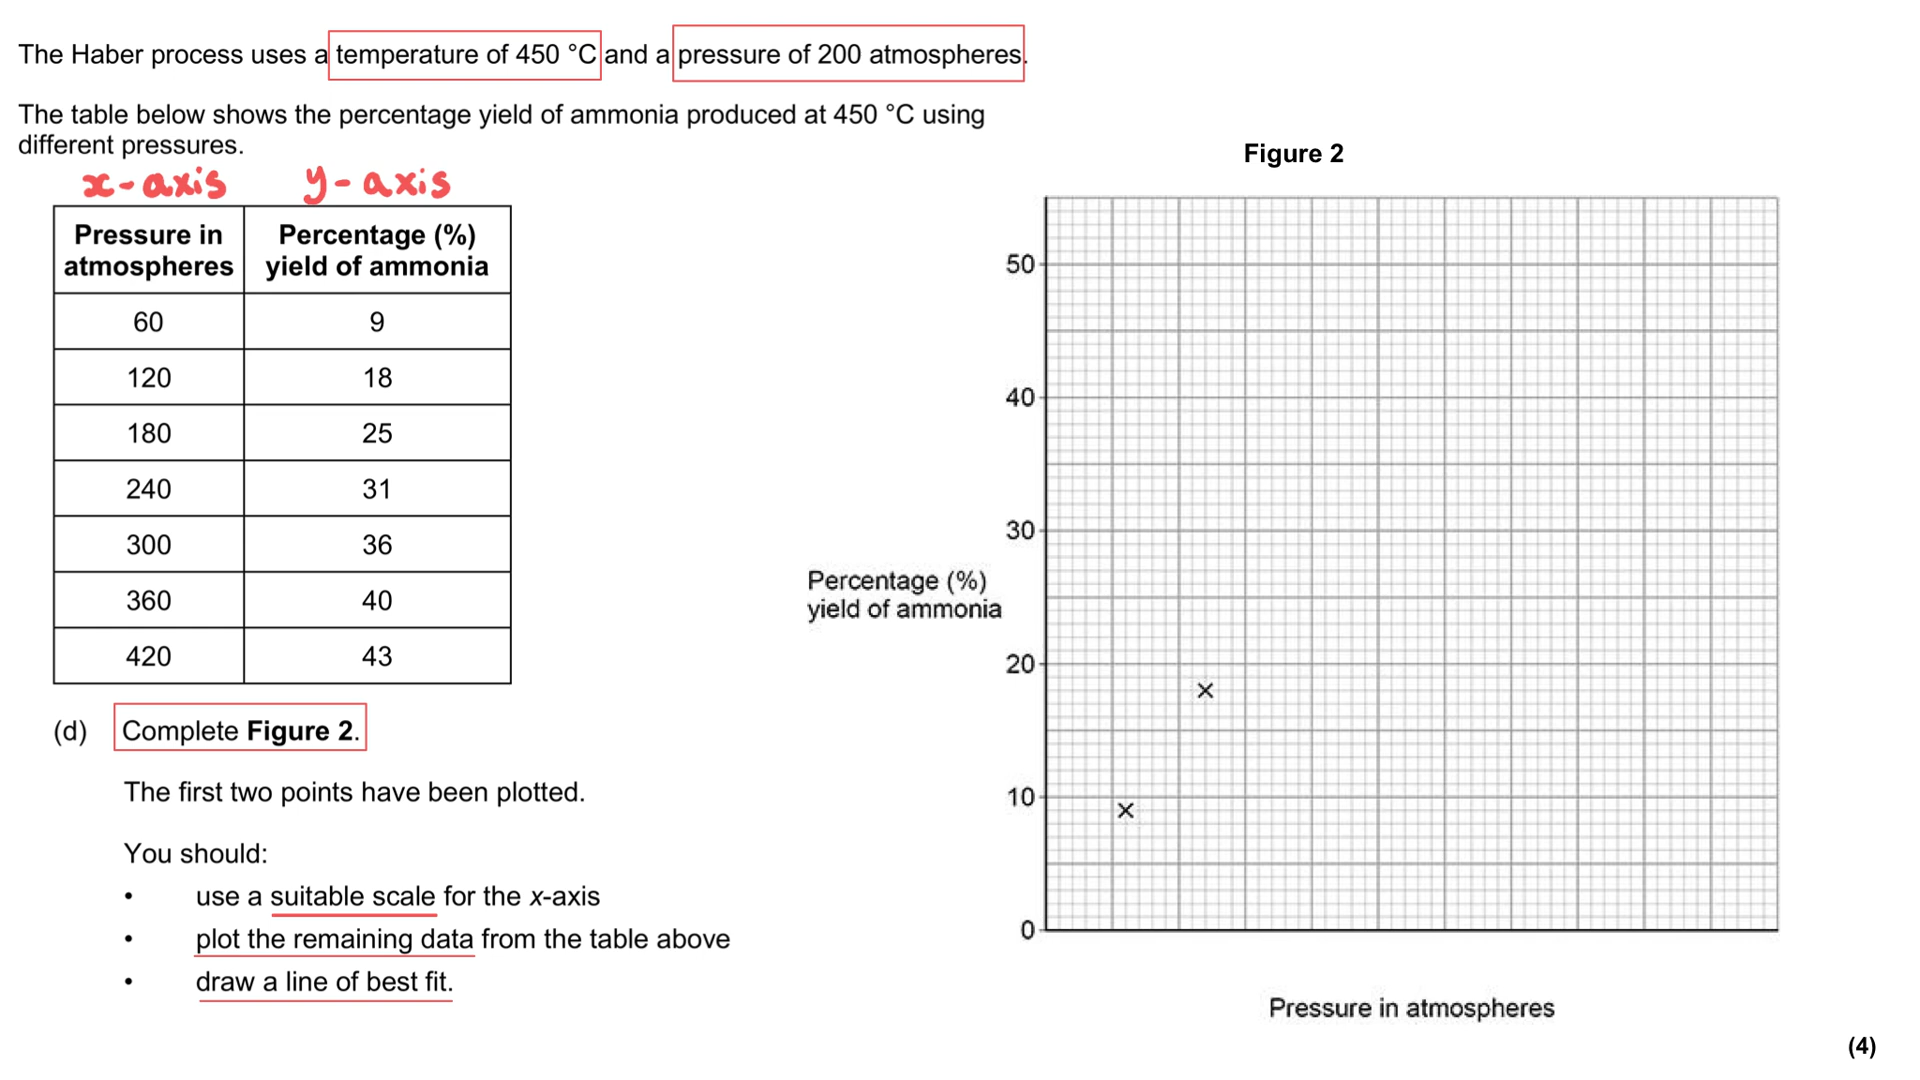 The Haber process uses a temperature of 450 °C and a pressure of 200 atmospheres.
The table below shows the percentage yield of ammonia produced at 450 °C using
different pressures.
x-axis y-axis
Pressure in atmospheres Percentage (%) yield of ammonia
60 9
120 18
180 25
240 31
300 36
360 40
420 43
(d) Complete Figure 2.
The first two points have been plotted.
You should:
• use a suitable scale for the x-axis
• plot the remaining data from the table above
• draw a line of best fit.
Figure 2
50
40
30
Percentage (%)
yield of ammonia
20
10
0
Pressure in atmospheres
(4)